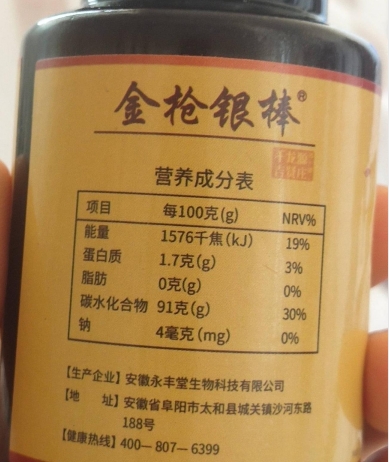 金枪银棒®
营养成分表
项目 每100克(g) NRV%
能量 1576千焦(kJ) 19%
蛋白质 1.7克(g) 3%
脂肪 0克(g) 0%
碳水化合物 91克(g) 30%
钠 4毫克(mg) 0%
【生产企业】安徽永丰堂生物科技有限公司
【地 址】安徽省阜阳市太和县城关镇沙河东路
188号
【健康热线】400—807—6399